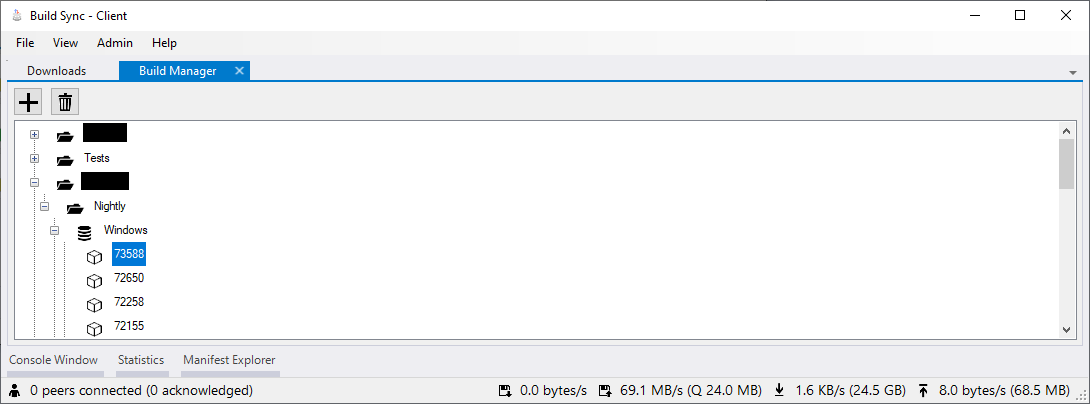 Build Sync - Client
File View Admin Help
Downloads Build Manager
Tests
Nightly
Windows
73588
72650
72258
72155
Console Window Statistics Manifest Explorer
0 peers connected (0 acknowledged) 0.0 bytes/s 69.1 MB/s (Q 24.0 MB) 1.6 KB/s (24.5 GB) 8.0 bytes/s (68.5 MB)